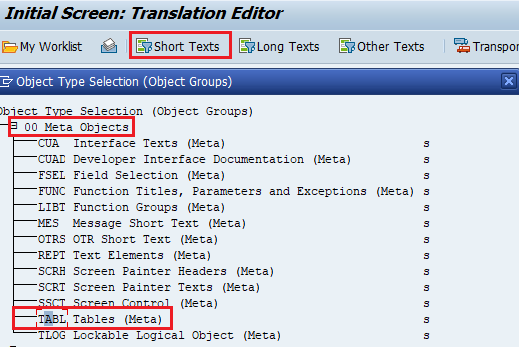 Initial Screen: Translation Editor
My Worklist Short Texts Long Texts Other Texts Transpor
Object Type Selection (Object Groups)
Object Type Selection (Object Groups)
00 Meta Objects
CUA Interface Texts (Meta) s
CUAD Developer Interface Documentation (Meta) s
FSEL Field Selection (Meta) s
FUNC Function Titles, Parameters and Exceptions (Meta) s
LIBT Function Groups (Meta) s
MES Message Short Text (Meta) s
OTRS OTR Short Text (Meta) s
REPT Text Elements (Meta) s
SCRH Screen Painter Headers (Meta) s
SCRT Screen Painter Texts (Meta) s
SSCT Screen Control (Meta) s
TABL Tables (Meta) s
TLOG Lockable Logical Object (Meta) s